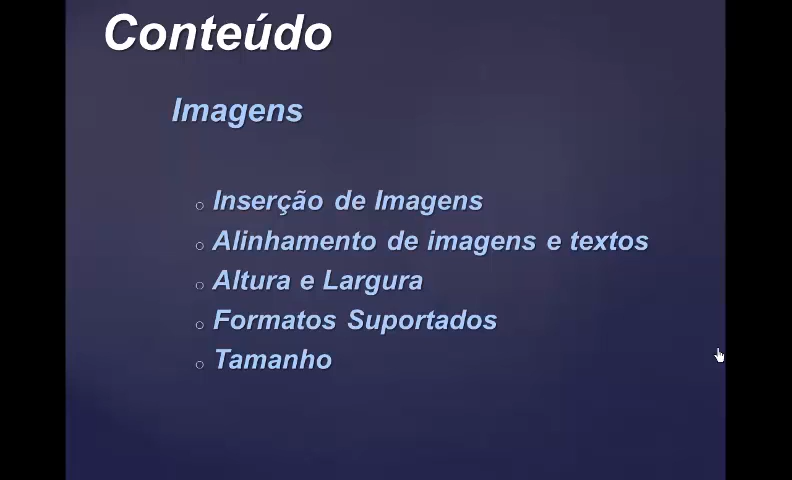 Conteúdo
Imagens
Inserção de Imagens
Alinhamento de imagens e textos
Altura e Largura
Formatos Suportados
Tamanho